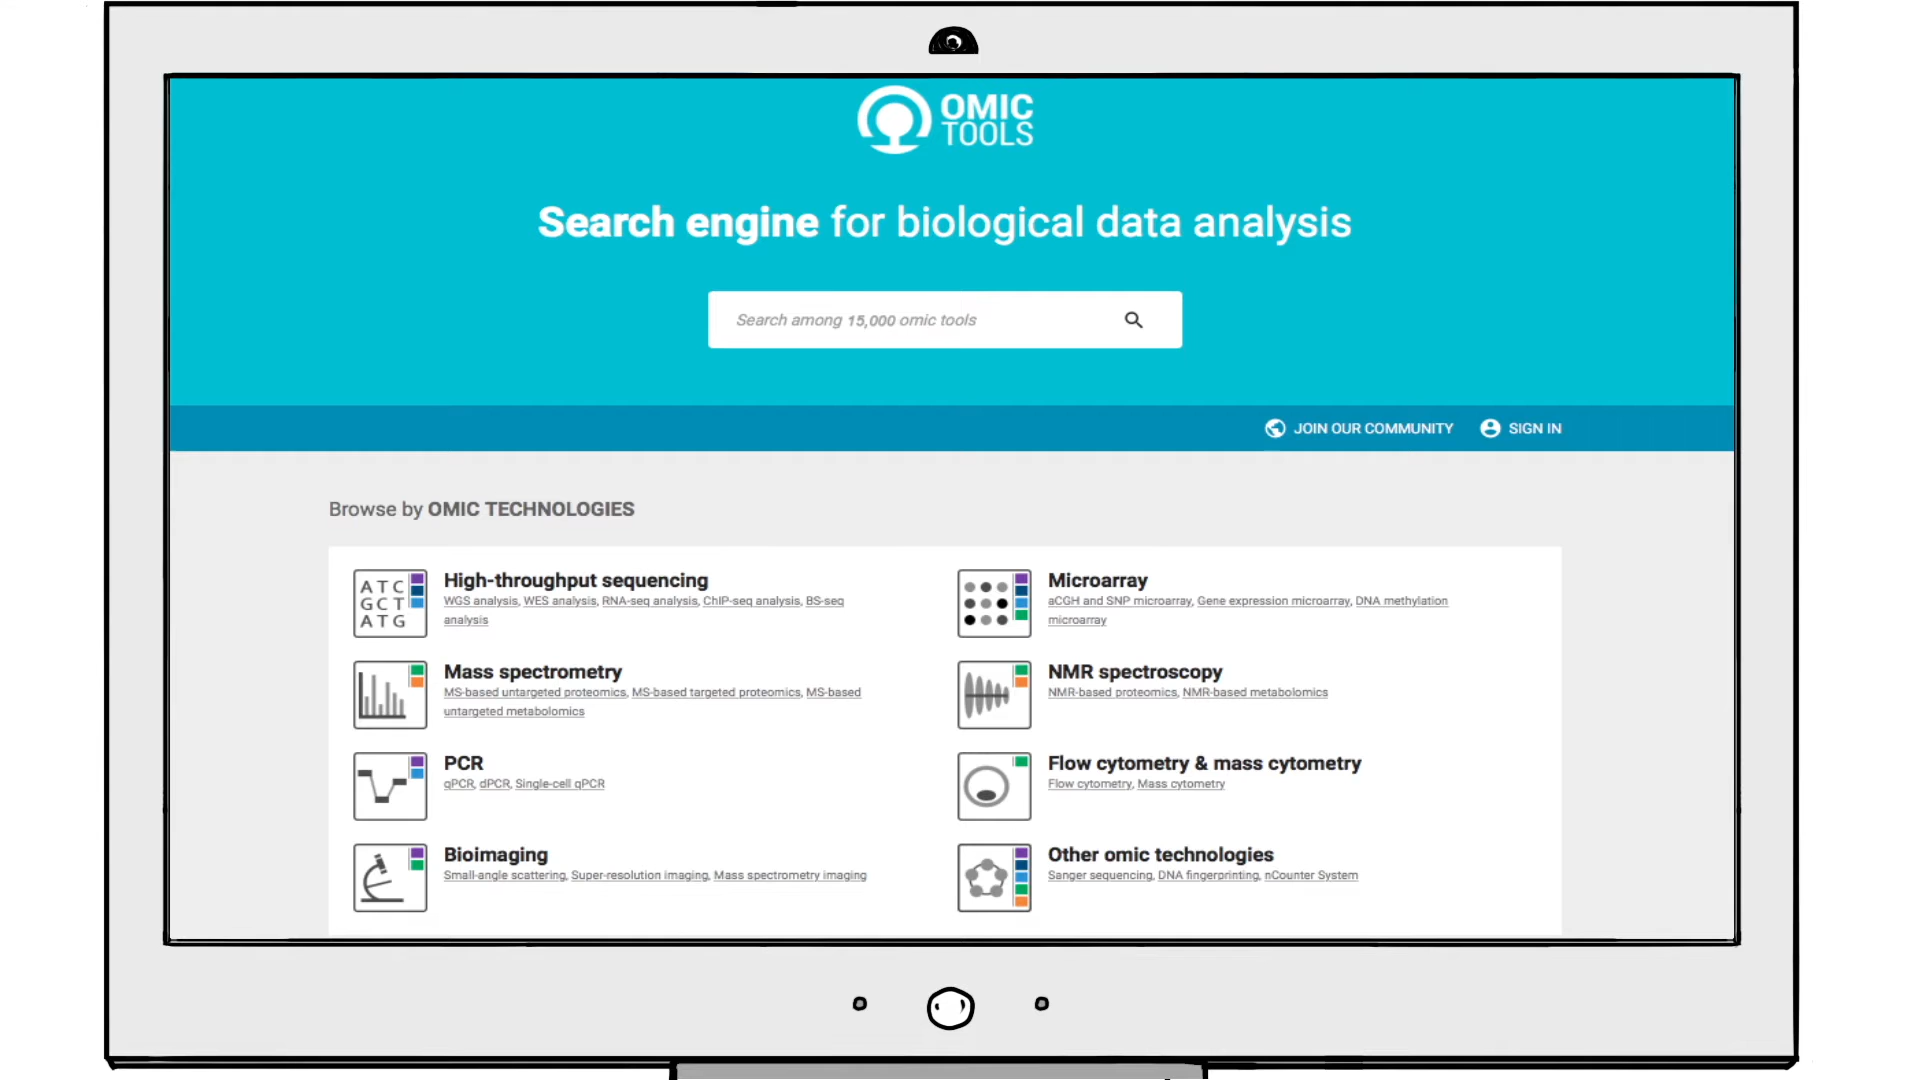 OMIC
TOOLS
Search engine for biological data analysis
Search among 15,000 omic tools
JOIN OUR COMMUNITY SIGN IN
Browse by OMIC TECHNOLOGIES
ATC
GCT
ATG
High-throughput sequencing
WGS analysis, WES analysis, RNA-seq analysis, ChIP-seq analysis, BS-seq
analysis
Microarray
aCGH and SNP microarray, Gene expression microarray, DNA methylation
microarray
Mass spectrometry
MS-based untargeted proteomics, MS-based targeted proteomics, MS-based
untargeted metabolomics
NMR spectroscopy
NMR-based proteomics, NMR-based metabolomics
PCR
qPCR, dPCR, Single-cell qPCR
Flow cytometry & mass cytometry
Flow cytometry, Mass cytometry
Bioimaging
Small-angle scattering, Super-resolution imaging, Mass spectrometry imaging
Other omic technologies
Sanger sequencing, DNA fingerprinting, nCounter System